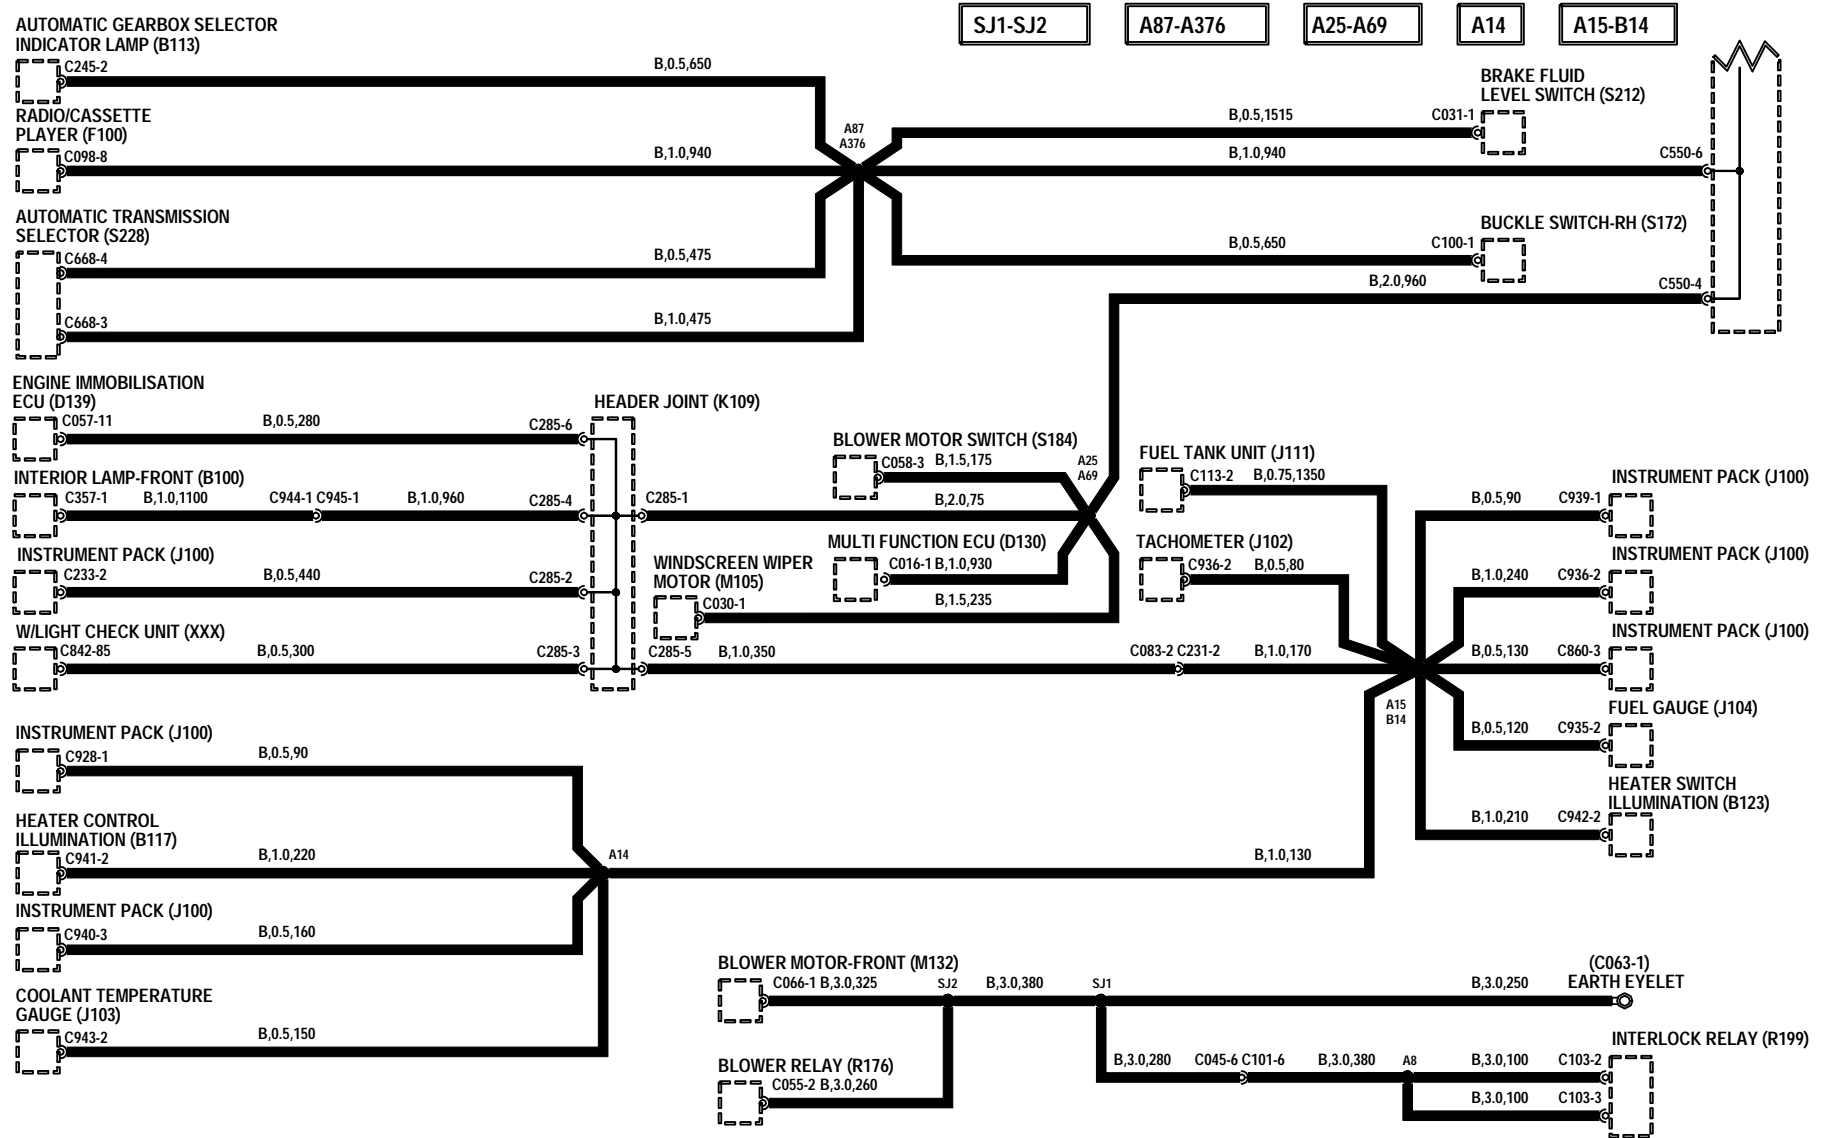 SJ1-SJ2
A87-A376
A25-A69
A14
A15-B14
AUTOMATIC GEARBOX SELECTOR
INDICATOR LAMP (B113)
C245-2
B,0.5,650
RADIO/CASSETTE
PLAYER (F100)
C098-8
B,1.0,940
AUTOMATIC TRANSMISSION
SELECTOR (S228)
C668-4
B,0.5,475
C668-3
B,1.0,475
A87
A376
BRAKE FLUID
LEVEL SWITCH (S212)
B,0.5,1515
C031-1
B,1.0,940
C550-6
BUCKLE SWITCH-RH (S172)
B,0.5,650
C100-1
B,2.0,960
C550-4
ENGINE IMMOBILISATION
ECU (D139)
C057-11
B,0.5,280
C285-6
HEADER JOINT (K109)
INTERIOR LAMP-FRONT (B100)
C357-1
B,1.0,1100
C944-1 C945-1
B,1.0,960
C285-4
C285-1
B,2.0,75
INSTRUMENT PACK (J100)
C233-2
B,0.5,440
C285-2
W/LIGHT CHECK UNIT (XXX)
C842-85
B,0.5,300
C285-3
C285-5
B,1.0,350
C083-2 C231-2
B,1.0,170
BLOWER MOTOR SWITCH (S184)
C058-3 B,1.5,175
A25
A69
MULTI FUNCTION ECU (D130)
C016-1 B,1.0,930
WINDSCREEN WIPER
MOTOR (M105)
C030-1
B,1.5,235
FUEL TANK UNIT (J111)
C113-2
B,0.75,1350
TACHOMETER (J102)
C936-2
B,0.5,80
INSTRUMENT PACK (J100)
B,0.5,90
C939-1
INSTRUMENT PACK (J100)
B,1.0,240
C936-2
INSTRUMENT PACK (J100)
B,0.5,130
C860-3
A15
B14
FUEL GAUGE (J104)
B,0.5,120
C935-2
HEATER SWITCH
ILLUMINATION (B123)
B,1.0,210
C942-2
INSTRUMENT PACK (J100)
C928-1
B,0.5,90
HEATER CONTROL
ILLUMINATION (B117)
C941-2
B,1.0,220
A14
B,1.0,130
INSTRUMENT PACK (J100)
C940-3
B,0.5,160
COOLANT TEMPERATURE
GAUGE (J103)
C943-2
B,0.5,150
BLOWER MOTOR-FRONT (M132)
C066-1 B,3.0,325
SJ2
B,3.0,380
SJ1
B,3.0,250
(C063-1)
EARTH EYELET
BLOWER RELAY (R176)
C055-2 B,3.0,260
B,3.0,280
C045-6 C101-6
B,3.0,380
A8
B,3.0,100
C103-2
INTERLOCK RELAY (R199)
B,3.0,100
C103-3